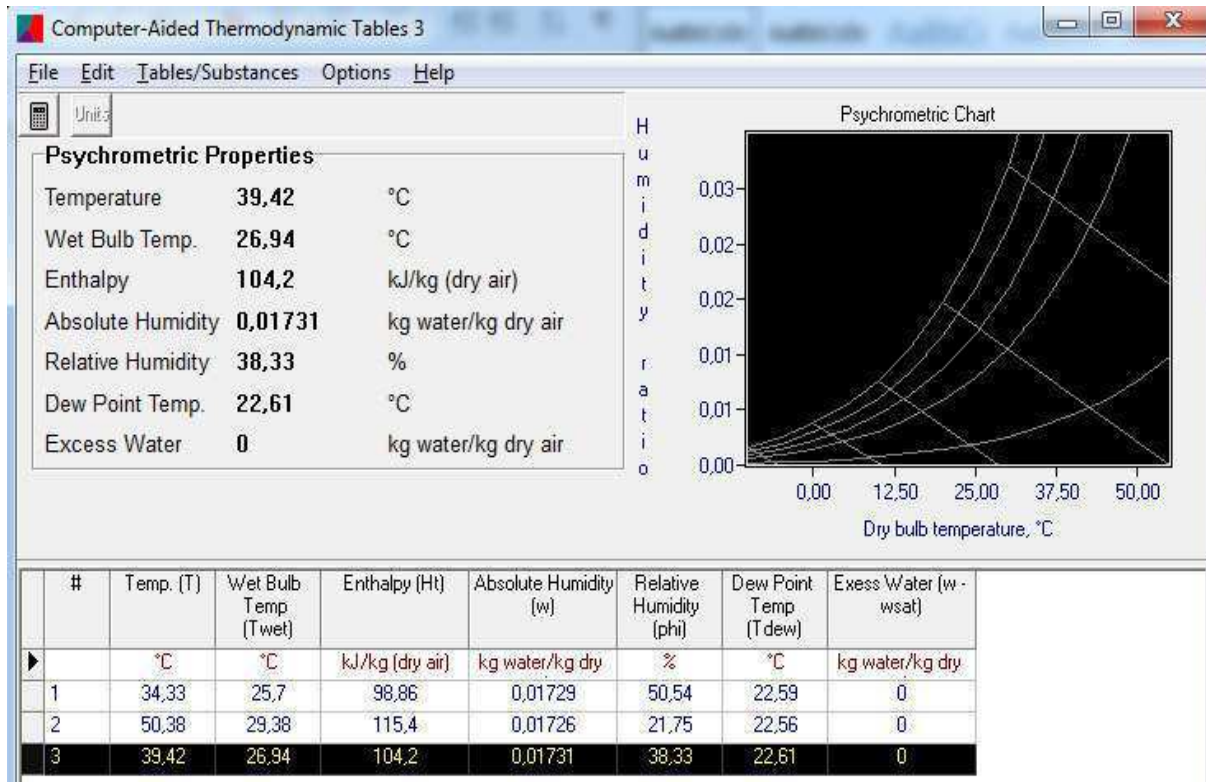 Computer-Aided Thermodynamic Tables 3
File Edit Tables/Substances Options Help
Units
Psychrometric Properties
Temperature 39,42 °C
Wet Bulb Temp. 26,94 °C
Enthalpy 104,2 kJ/kg (dry air)
Absolute Humidity 0,01731 kg water/kg dry air
Relative Humidity 38,33 %
Dew Point Temp. 22,61 °C
Excess Water 0 kg water/kg dry air
Psychrometric Chart
Humidity ratio
0,03
0,02
0,02
0,01
0,01
0,00
0,00 12,50 25,00 37,50 50,00
Dry bulb temperature, °C
# Temp. (T) Wet Bulb Temp (Twet) Enthalpy (Ht) Absolute Humidity (w) Relative Humidity (phi) Dew Point Temp (Tdew) Exess Water (w - wsat)
°C °C kJ/kg (dry air) kg water/kg dry % °C kg water/kg dry
1 34,33 25,7 98,86 0,01729 50,54 22,59 0
2 50,38 29,38 115,4 0,01726 21,75 22,56 0
3 39,42 26,94 104,2 0,01731 38,33 22,61 0